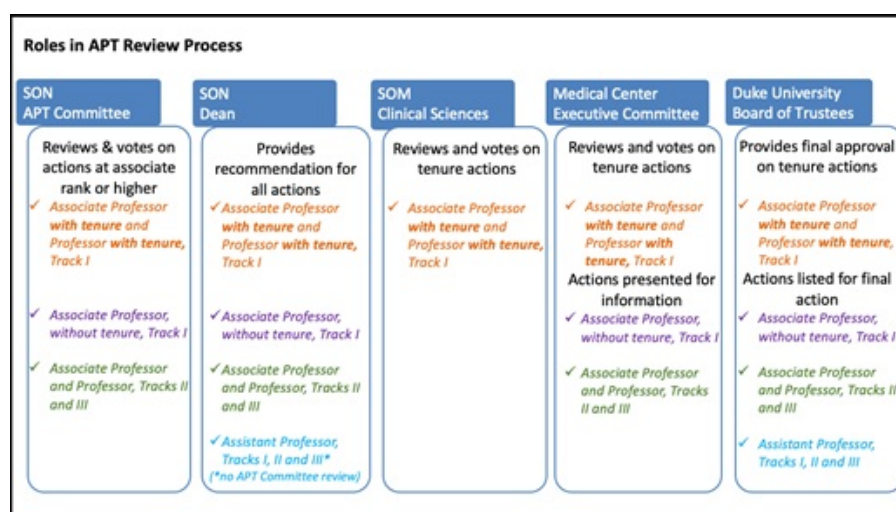 Roles in APT Review Process
SON
APT Committee
Reviews & votes on
actions at associate
rank or higher
✓ Associate Professor
with tenure and
Professor with tenure,
Track I
✓ Associate Professor,
without tenure, Track I
✓ Associate Professor
and Professor, Tracks II
and III
SON
Dean
Provides
recommendation for
all actions
✓ Associate Professor
with tenure and
Professor with tenure,
Track I
✓ Associate Professor,
without tenure, Track I
✓ Associate Professor
and Professor, Tracks II
and III
✓ Assistant Professor,
Tracks I, II and III*
(*no APT Committee review)
SOM
Clinical Sciences
Reviews and votes on
tenure actions
✓ Associate Professor
with tenure and
Professor with tenure,
Track I
Medical Center
Executive Committee
Reviews and votes on
tenure actions
✓ Associate Professor
with tenure and
Professor with
tenure, Track I
Actions presented for
information
✓ Associate Professor,
without tenure, Track I
✓ Associate Professor
and Professor, Tracks
II and III
Duke University
Board of Trustees
Provides final approval
on tenure actions
✓ Associate Professor
with tenure and
Professor with tenure,
Track I
Actions listed for final
action
✓ Associate Professor,
without tenure, Track I
✓ Associate Professor
and Professor, Tracks II
and III
✓ Assistant Professor,
Tracks I, II and III